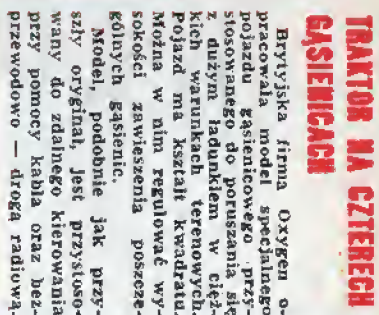 TRAKTOR NA CZTERECH
GĄSIENICACH
Brytyjska firma Oxygen o-
pracowała model specjalnego
pojazdu gąsienicowego przy-
stosowanego do poruszania się
z dużym ładunkiem w cięż-
kich warunkach terenowych.
Pojazd ma kształt kwadratu.
Można w nim regulować wy-
sokości zawieszenia poszcze-
gólnych gąsienic.
Model, podobnie jak przy-
szły oryginał, jest przystoso-
wany do zdalnego kierowania
przy pomocy kabla oraz bez-
przewodowo — drogą radiową.